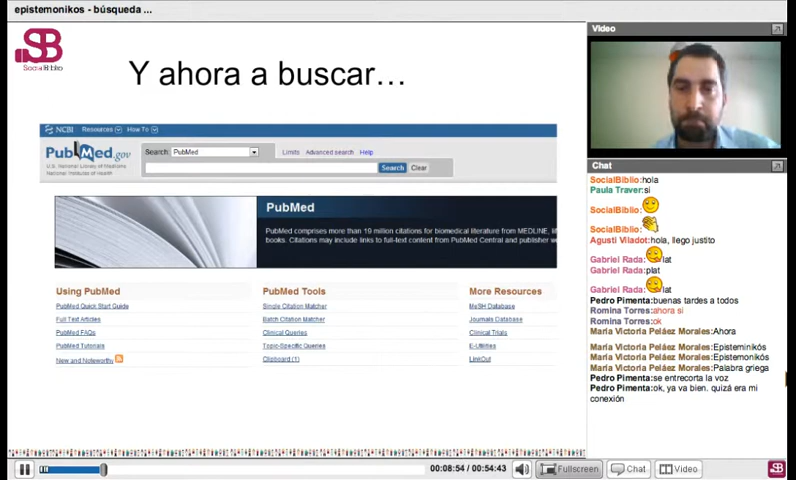 epistemonikos - búsqueda ...
SB
SocialBiblio
Y ahora a buscar…
NCBI Resources How To
PubMed.gov
U.S. National Library of Medicine
National Institutes of Health
Search: PubMed
Limits Advanced search Help
Search Clear
PubMed
PubMed comprises more than 19 million citations for biomedical literature from MEDLINE, li
books. Citations may include links to full-text content from PubMed Central and publisher w
Using PubMed
PubMed Quick Start Guide
Full Text Articles
PubMed FAQs
PubMed Tutorials
New and Noteworthy
PubMed Tools
Single Citation Matcher
Batch Citation Matcher
Clinical Queries
Topic-Specific Queries
Clipboard (1)
More Resources
MeSH Database
Journals Database
Clinical Trials
E-Utilities
LinkOut
Video
Chat
SocialBiblio:hola
Paula Traver:si
SocialBiblio:
SocialBiblio:
Agusti Viladot:hola, llego justito
Gabriel Rada: lat
Gabriel Rada:plat
Gabriel Rada: lat
Pedro Pimenta:buenas tardes a todos
Romina Torres:ahora si
Romina Torres:ok
María Victoria Peláez Morales:Ahora
María Victoria Peláez Morales:Episteminikós
María Victoria Peláez Morales:Epistemonikós
María Victoria Peláez Morales:Palabra griega
Pedro Pimenta:se entrecorta la voz
Pedro Pimenta:ok, ya va bien. quizá era mi
conexión
00:08:54 / 00:54:43
Fullscreen
Chat
Video
SB